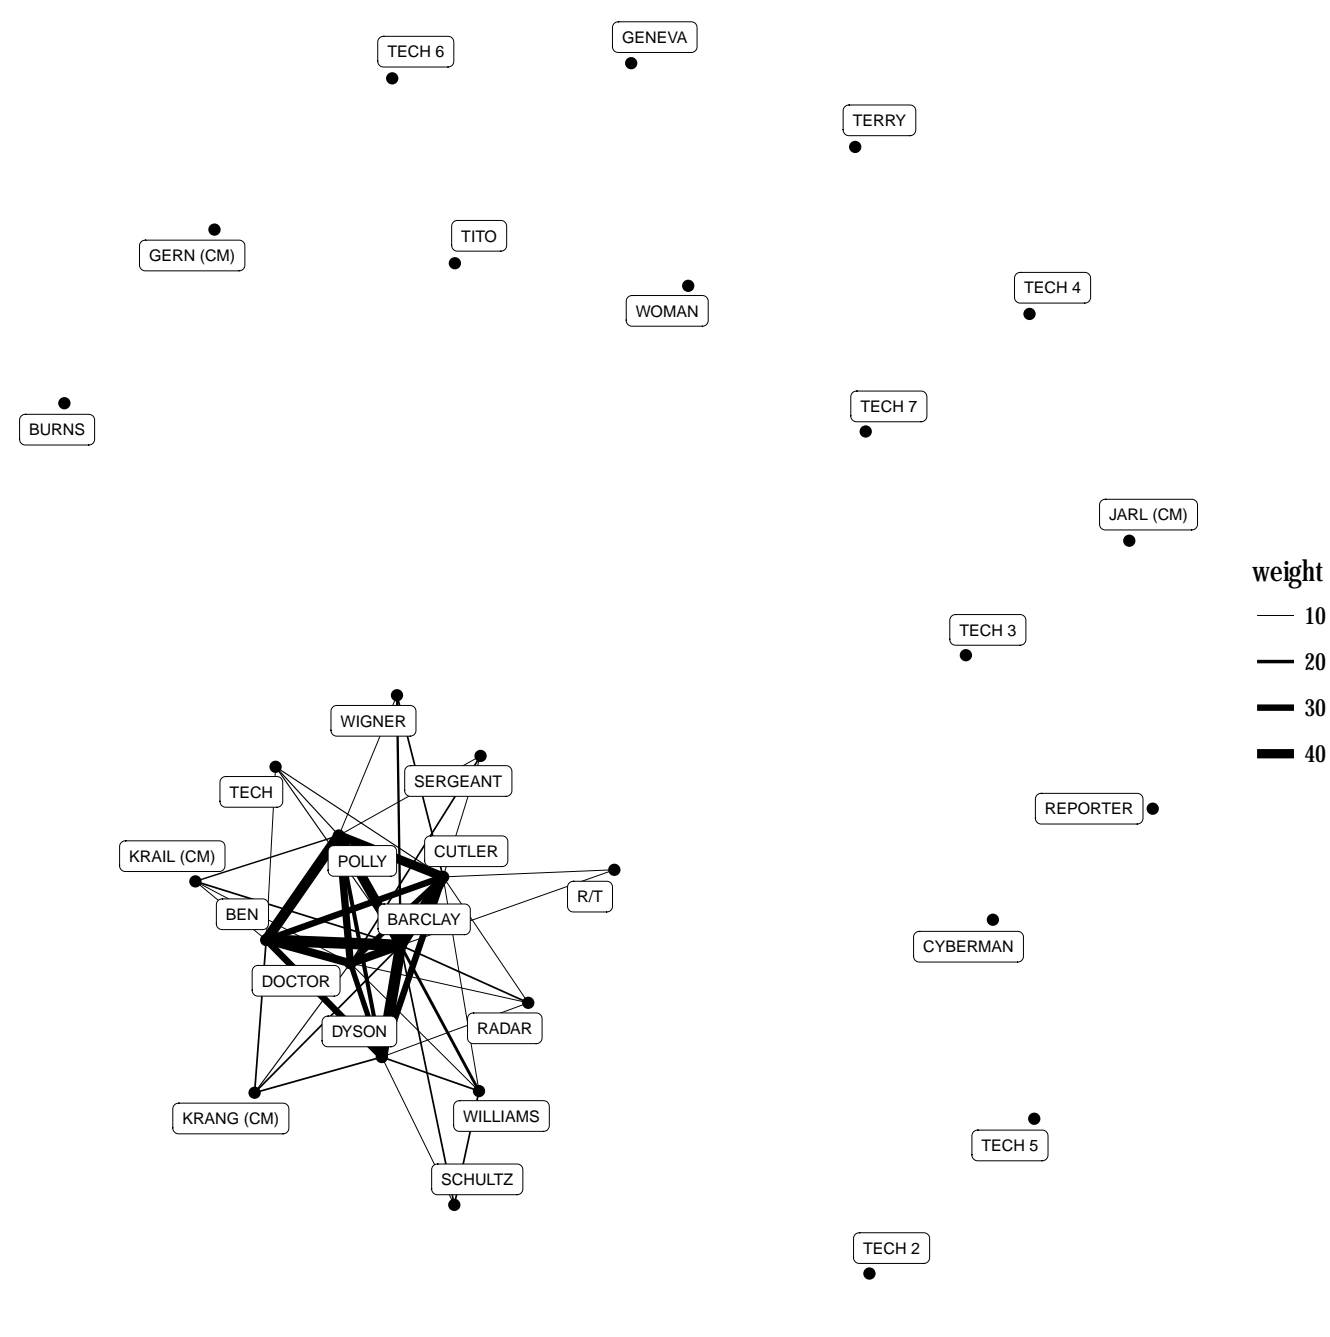 GENEVA
TECH 6
TERRY
TITO
GERN (CM)
TECH 4
WOMAN
TECH 7
BURNS
JARL (CM)
weight
10
TECH 3
20
30
WIGNER
40
SERGEANT
TECH
REPORTER
CUTLER
KRAIL (CM)
POLLY
R/T
BEN
BARCLAY
CYBERMAN
DOCTOR
RADAR
DYSON
WILLIAMS
KRANG (CM)
TECH 5
SCHULTZ
TECH 2